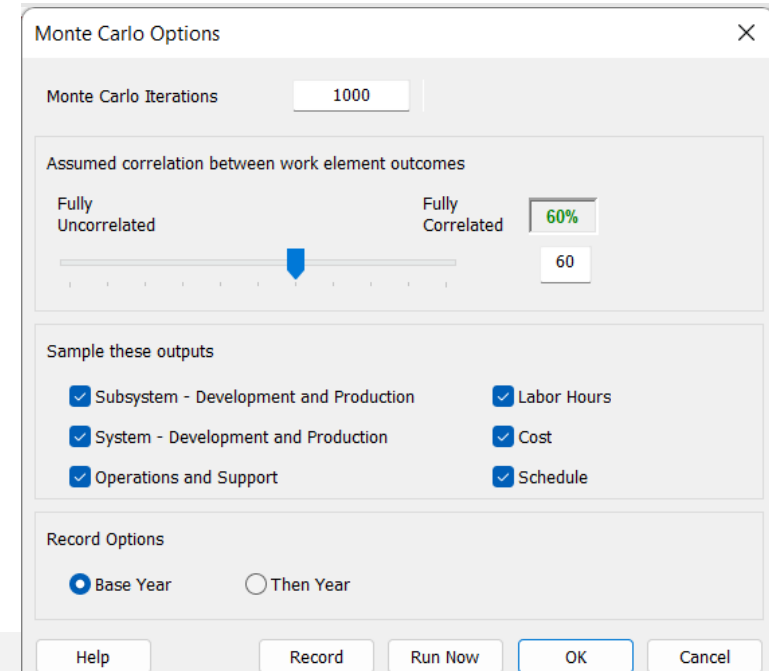 Monte Carlo Options
Monte Carlo Iterations 1000
Assumed correlation between work element outcomes
Fully Uncorrelated
Fully Correlated
60%
60
Sample these outputs
Subsystem - Development and Production
Labor Hours
System - Development and Production
Cost
Operations and Support
Schedule
Record Options
Base Year
Then Year
Help
Record
Run Now
OK
Cancel